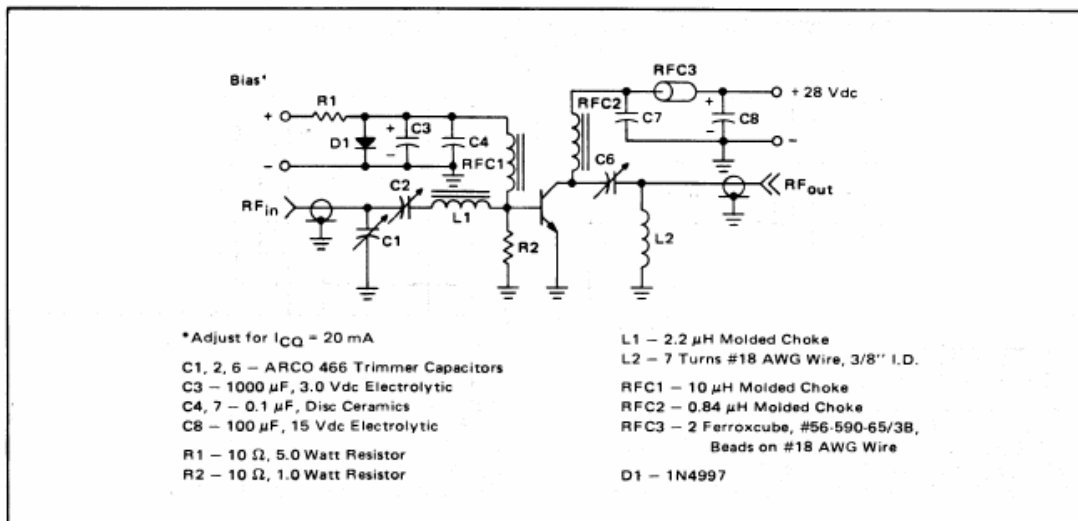 Bias*
RFC3
+ 28 Vdc
R1
RFC2
+
+
C3
C7
+
C8
D1
C4
-
-
-
RFC1
C6
-
C2
RFin
RFout
L1
C1
R2
L2
*Adjust for ICQ = 20 mA
C1, 2, 6 – ARCO 466 Trimmer Capacitors
C3 – 1000 μF, 3.0 Vdc Electrolytic
C4, 7 – 0.1 μF, Disc Ceramics
C8 – 100 μF, 15 Vdc Electrolytic
R1 – 10 Ω, 5.0 Watt Resistor
R2 – 10 Ω, 1.0 Watt Resistor
L1 – 2.2 μH Molded Choke
L2 – 7 Turns #18 AWG Wire, 3/8'' I.D.
RFC1 – 10 μH Molded Choke
RFC2 – 0.84 μH Molded Choke
RFC3 – 2 Ferroxcube, #56-590-65/3B,
Beads on #18 AWG Wire
D1 – 1N4997